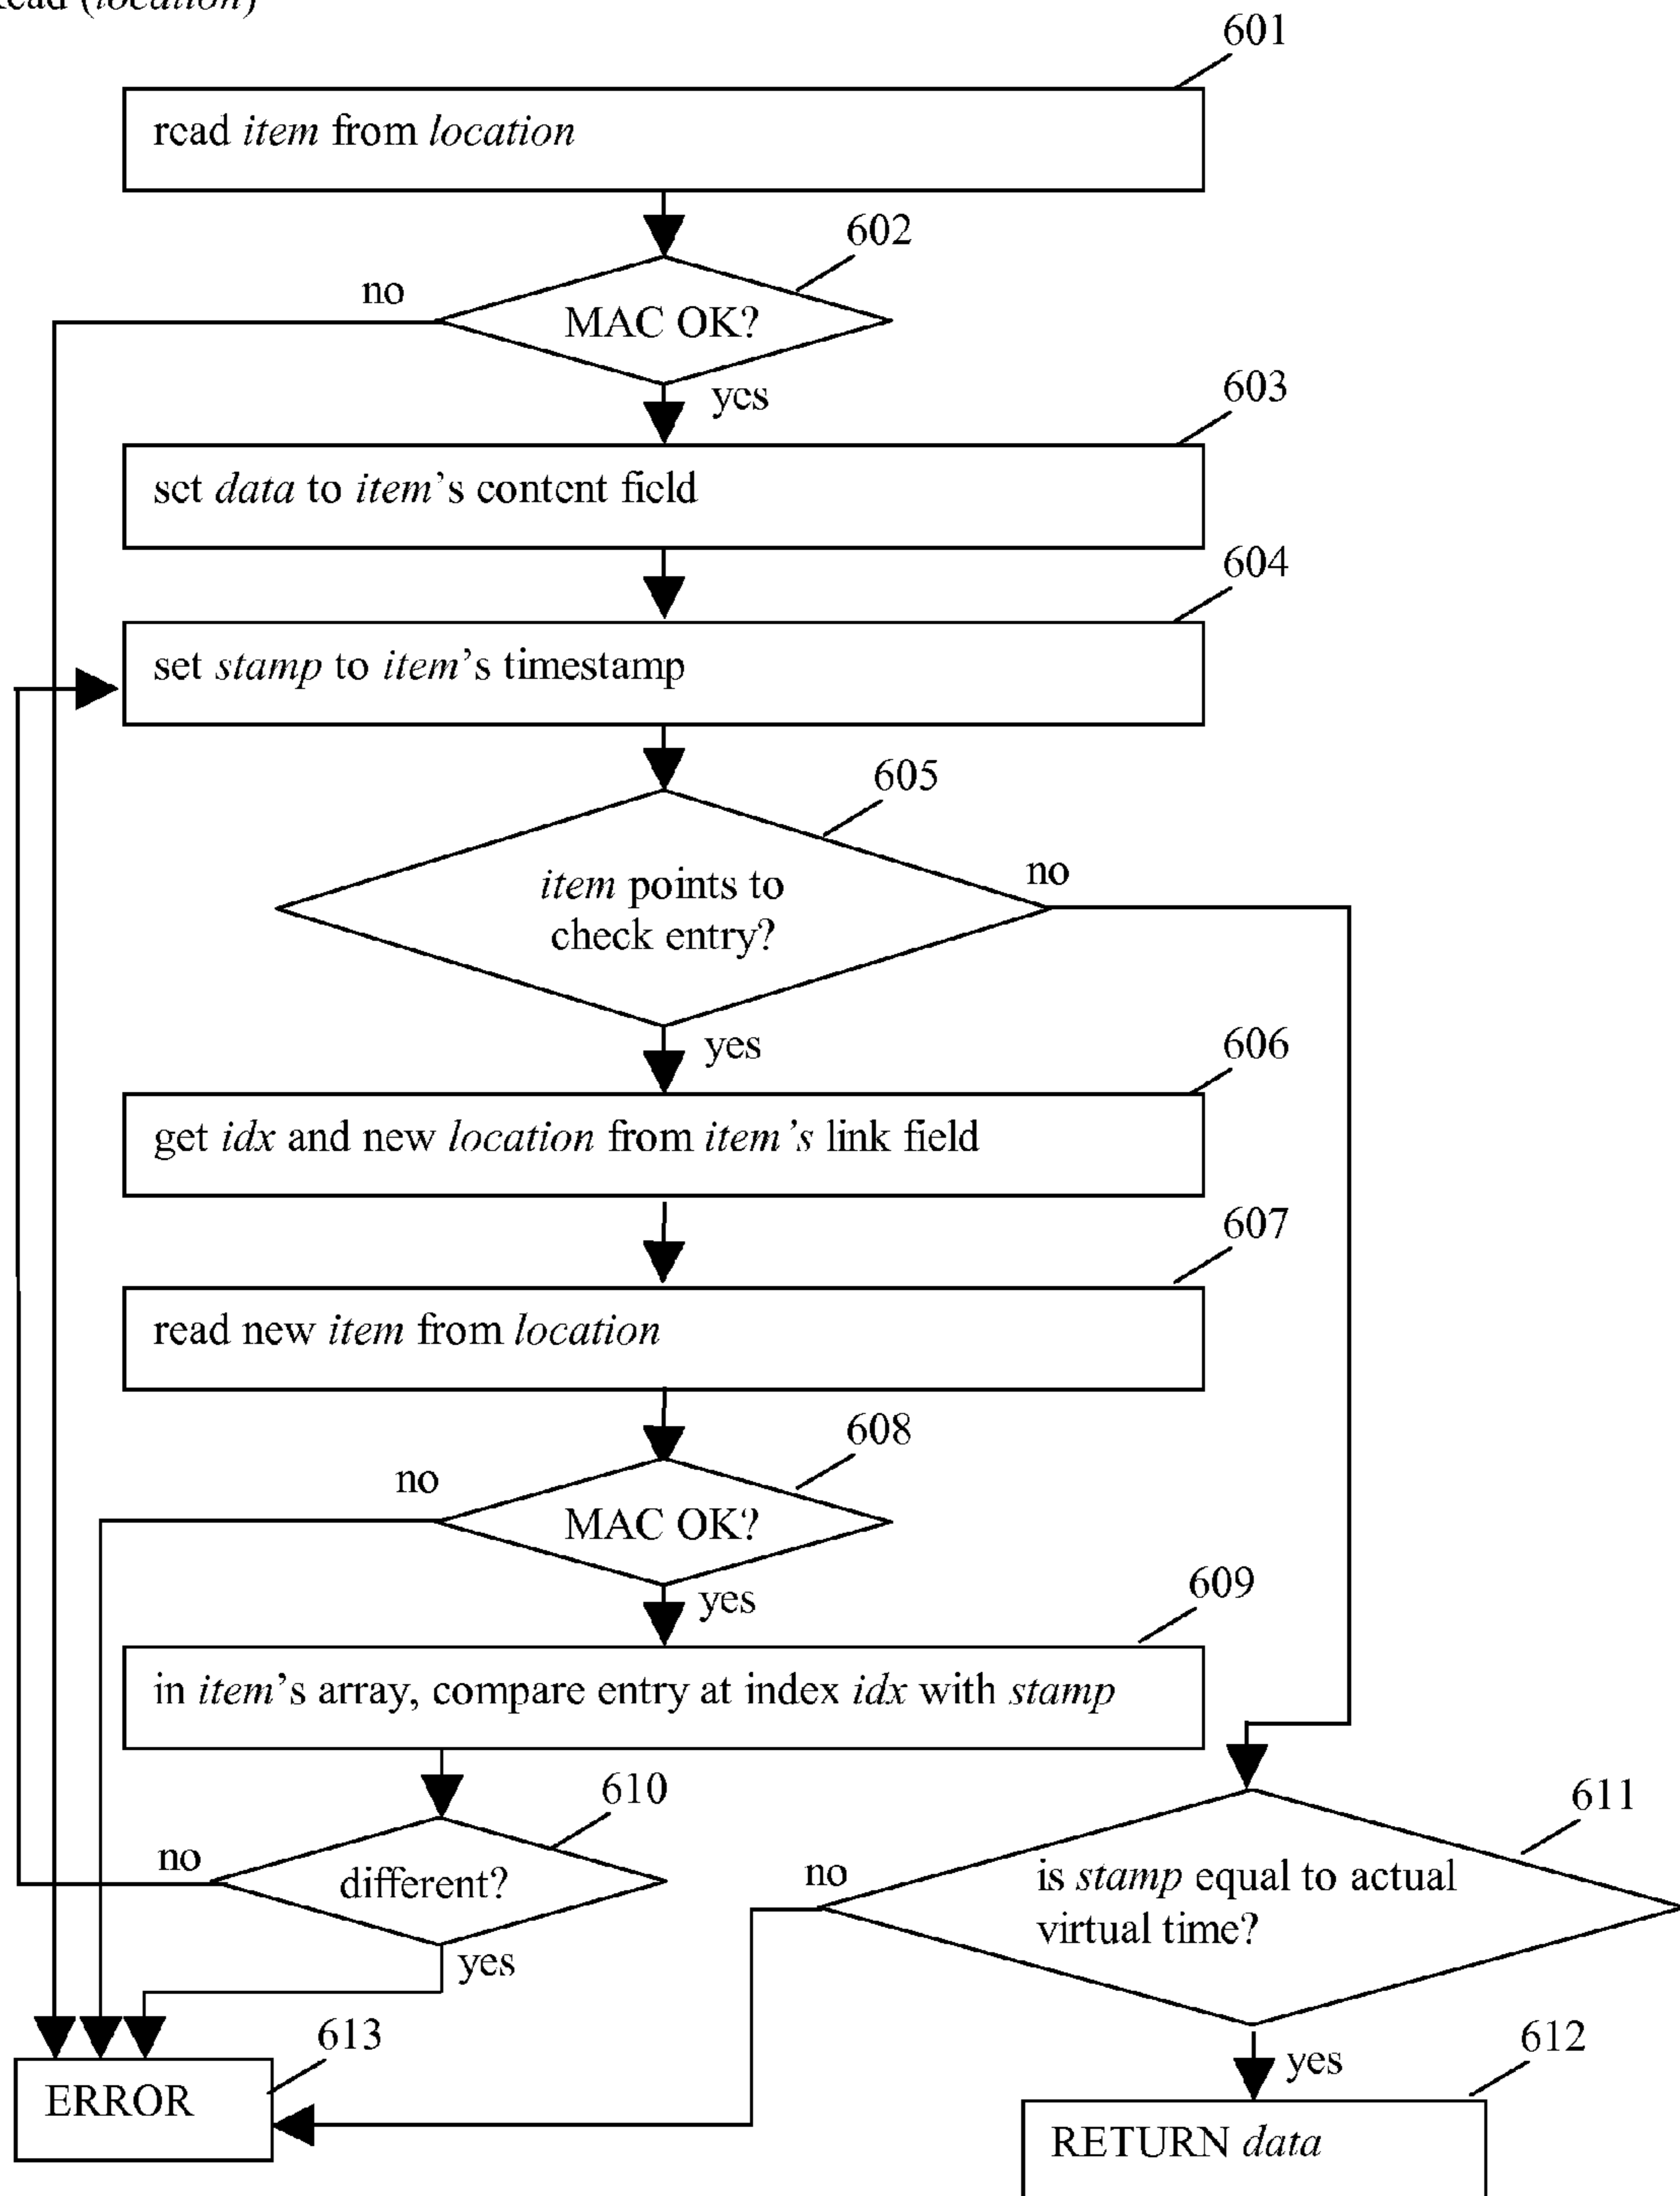 Read (location)
601
read item from location
602
no
MAC OK?
yes
603
set data to item's content field
604
set stamp to item's timestamp
605
item points to
check entry?
no
yes
606
get idx and new location from item's link field
607
read new item from location
608
no
MAC OK?
yes
609
in item's array, compare entry at index idx with stamp
610
no
different?
yes
611
no
is stamp equal to actual
virtual time?
yes
613
ERROR
612
RETURN data